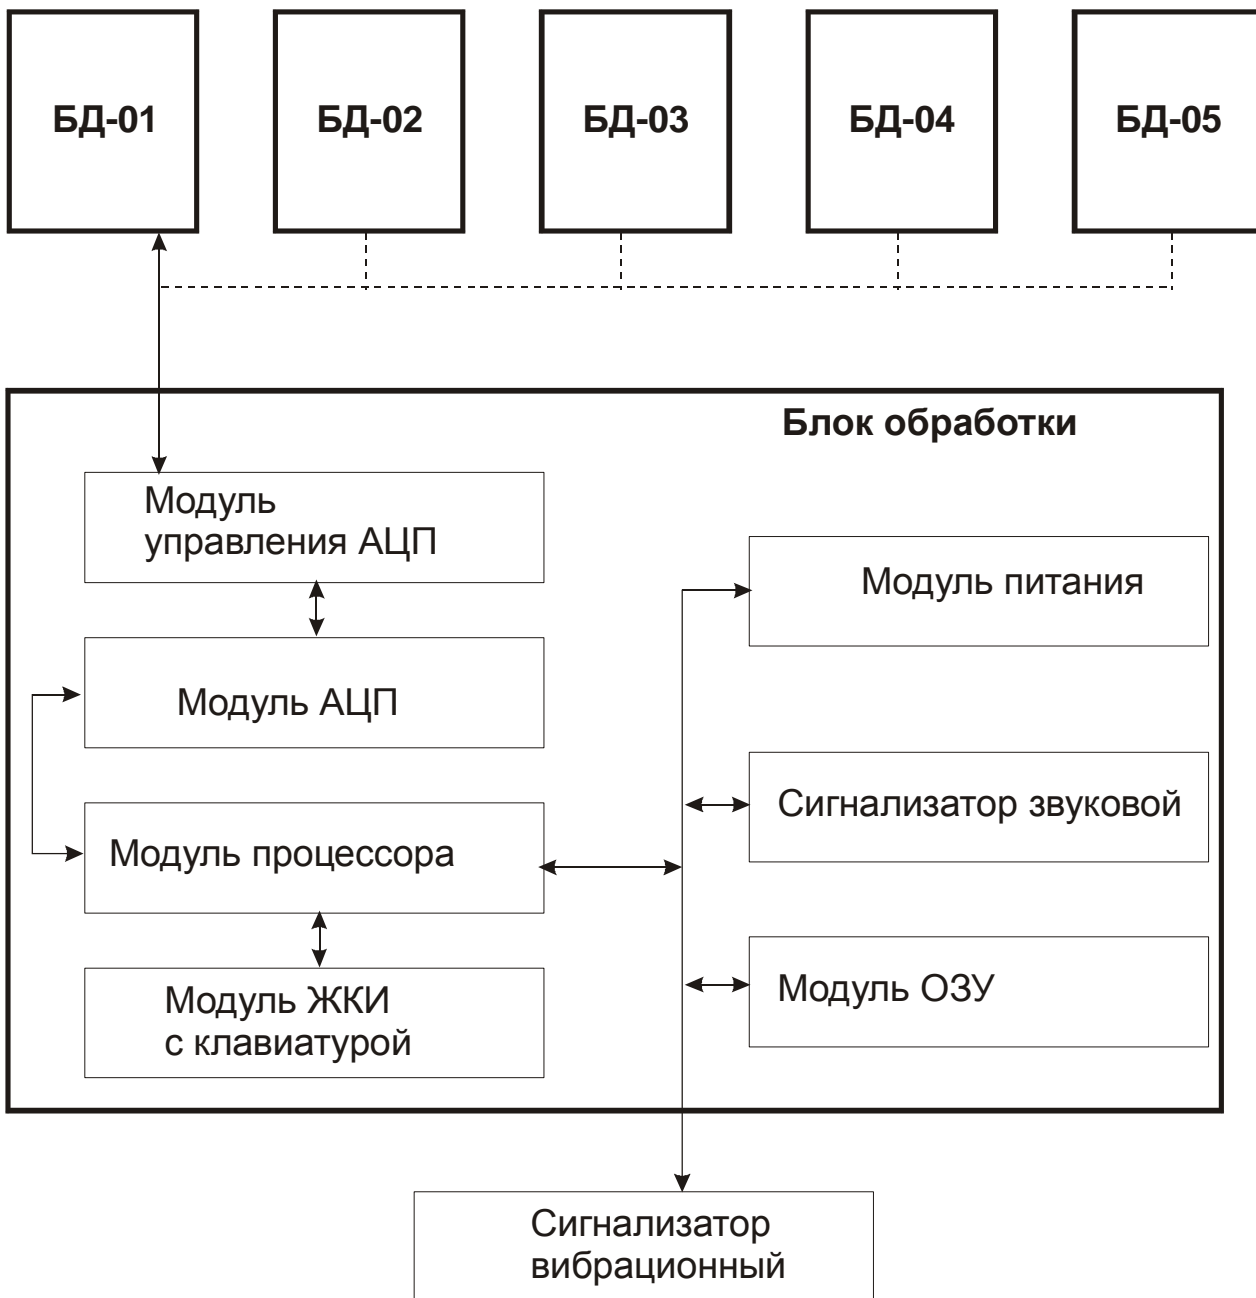 БД-01
БД-02
БД-03
БД-04
БД-05
Блок обработки
Модуль
управления АЦП
Модуль АЦП
Модуль процессора
Модуль ЖКИ
с клавиатурой
Модуль питания
Сигнализатор звуковой
Модуль ОЗУ
Сигнализатор
вибрационный